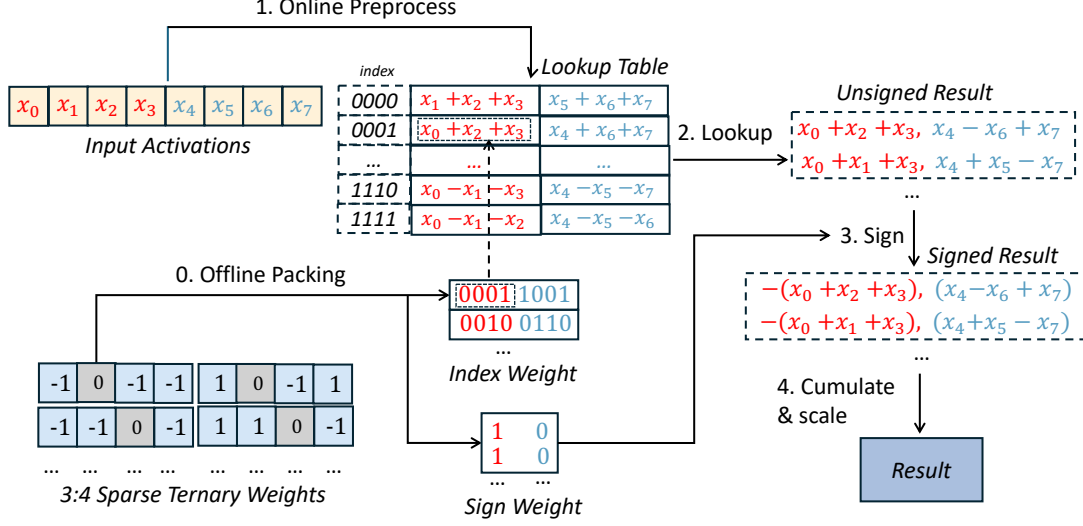 1. Online Preprocess
index Lookup Table
x₀ x₁ x₂ x₃ x₄ x₅ x₆ x₇
Input Activations
0000 x₁ + x₂ + x₃ x₅ + x₆ + x₇
0001 x₀ + x₂ + x₃ x₄ + x₆ + x₇
... ... ...
1110 x₀ − x₁ − x₃ x₄ − x₅ − x₇
1111 x₀ − x₁ − x₂ x₄ − x₅ − x₆
2. Lookup
Unsigned Result
x₀ + x₂ + x₃, x₄ − x₆ + x₇
x₀ + x₁ + x₃, x₄ + x₅ − x₇
...
3. Sign
Signed Result
−(x₀ + x₂ + x₃), (x₄ − x₆ + x₇)
−(x₀ + x₁ + x₃), (x₄ + x₅ − x₇)
...
0. Offline Packing
0001 1001
0010 0110
...
Index Weight
-1 0 -1 -1 1 0 -1 1
-1 -1 0 -1 1 1 0 -1
... ... ... ... ... ... ... ...
3:4 Sparse Ternary Weights
1 0
1 0
... ...
Sign Weight
4. Cumulate
& scale
Result